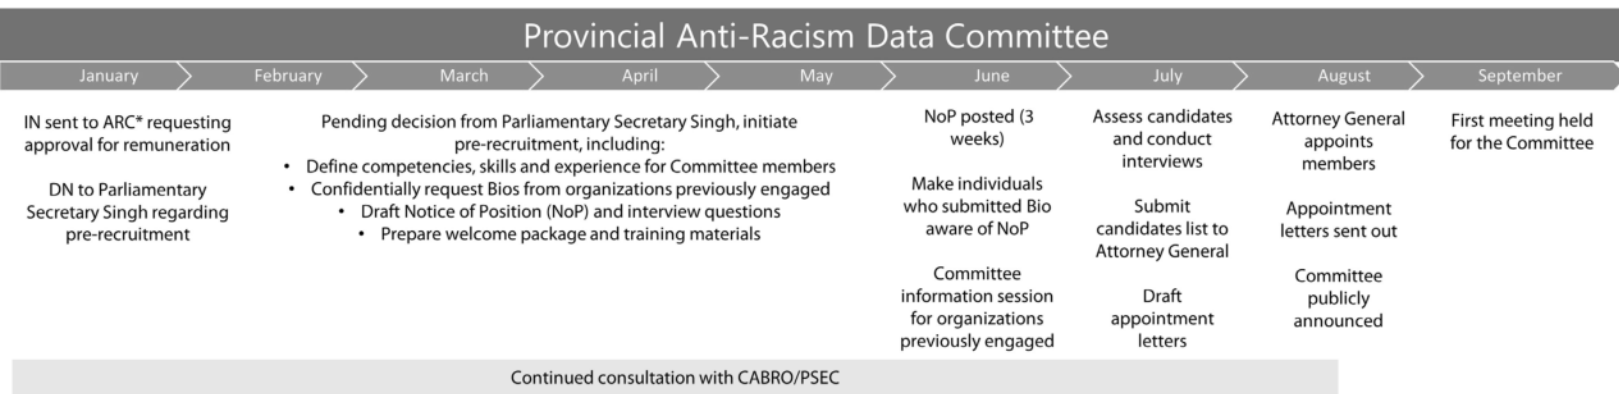 Provincial Anti-Racism Data Committee
January
February
March
April
May
June
July
August
September
IN sent to ARC* requesting
approval for remuneration
DN to Parliamentary
Secretary Singh regarding
pre-recruitment
Pending decision from Parliamentary Secretary Singh, initiate
pre-recruitment, including:
• Define competencies, skills and experience for Committee members
• Confidentially request Bios from organizations previously engaged
• Draft Notice of Position (NoP) and interview questions
• Prepare welcome package and training materials
NoP posted (3
weeks)
Make individuals
who submitted Bio
aware of NoP
Committee
information session
for organizations
previously engaged
Assess candidates
and conduct
interviews
Submit
candidates list to
Attorney General
Draft
appointment
letters
Attorney General
appoints
members
Appointment
letters sent out
Committee
publicly
announced
First meeting held
for the Committee
Continued consultation with CABRO/PSEC